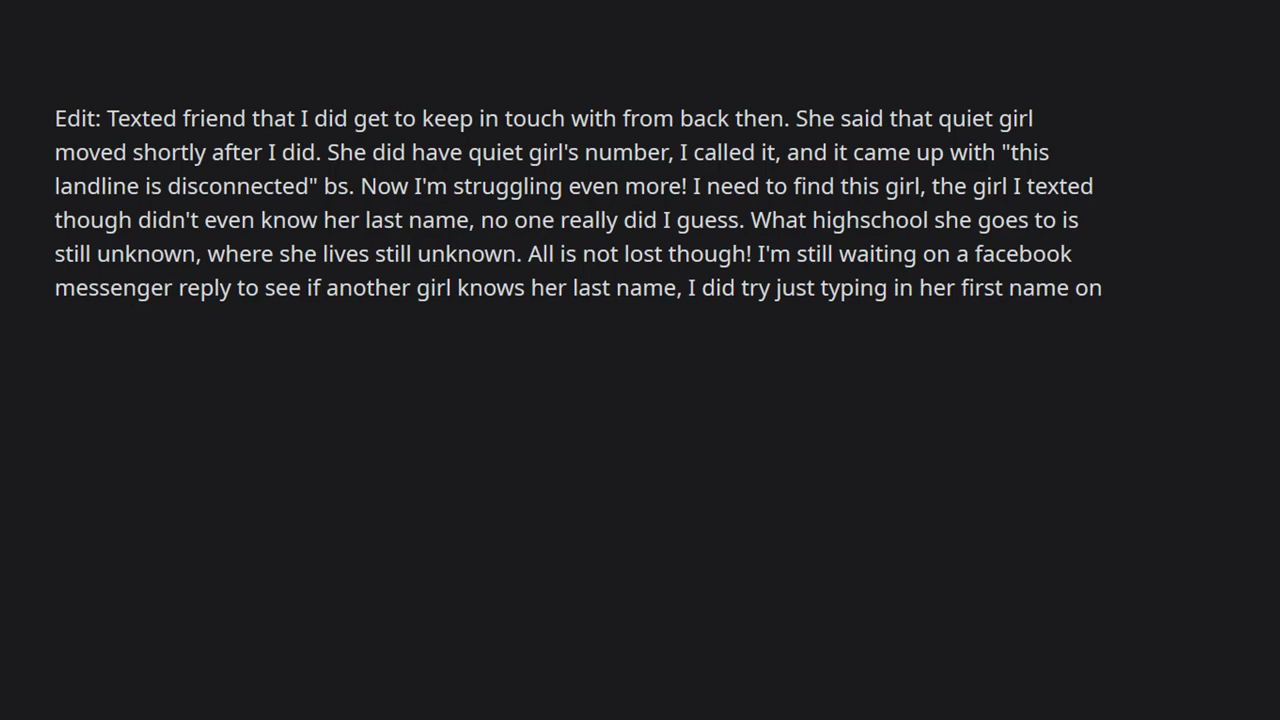 Edit: Texted friend that I did get to keep in touch with from back then. She said that quiet girl
moved shortly after I did. She did have quiet girl's number, I called it, and it came up with "this
landline is disconnected" bs. Now I'm struggling even more! I need to find this girl, the girl I texted
though didn't even know her last name, no one really did I guess. What highschool she goes to is
still unknown, where she lives still unknown. All is not lost though! I'm still waiting on a facebook
messenger reply to see if another girl knows her last name, I did try just typing in her first name on